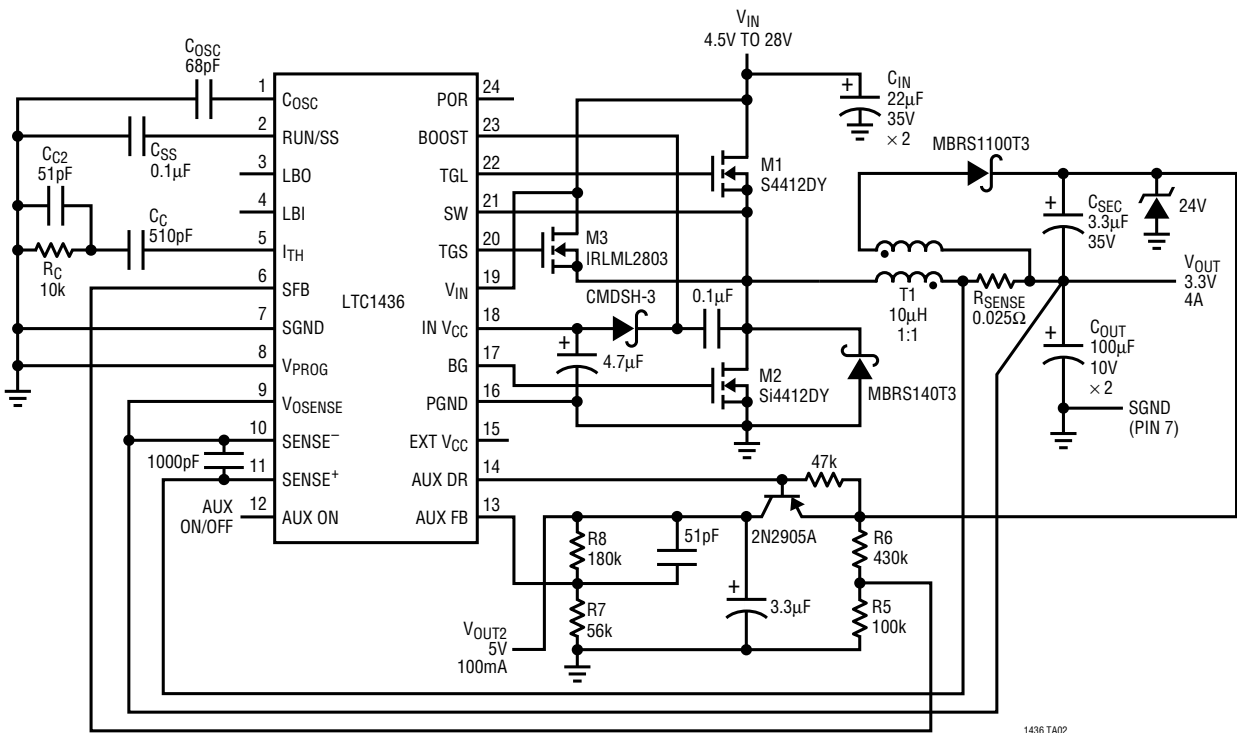 V_IN
4.5V TO 28V
C_OSC
68pF
1
C_OSC
POR
24
C_IN
22µF
35V
× 2
2
RUN/SS
BOOST
23
C_SS
0.1µF
C_C2
51pF
3
LBO
TGL
22
M1
S4412DY
MBRS1100T3
4
LBI
SW
21
C_SEC
3.3µF
35V
24V
C_C
510pF
5
I_TH
TGS
20
M3
IRLML2803
R_C
10k
6
SFB
V_IN
19
LTC1436
T1
10µH
1:1
R_SENSE
0.025Ω
V_OUT
3.3V
4A
7
SGND
IN V_CC
18
CMDSH-3
0.1µF
4.7µF
8
V_PROG
BG
17
M2
Si4412DY
MBRS140T3
C_OUT
100µF
10V
× 2
9
V_OSENSE
PGND
16
SGND
(PIN 7)
10
SENSE⁻
EXT V_CC
15
1000pF
11
SENSE⁺
AUX DR
14
47k
AUX
ON/OFF
12
AUX ON
AUX FB
13
R8
180k
51pF
2N2905A
R6
430k
R7
56k
3.3µF
R5
100k
V_OUT2
5V
100mA
1436 TA02
+
+
+
+
+